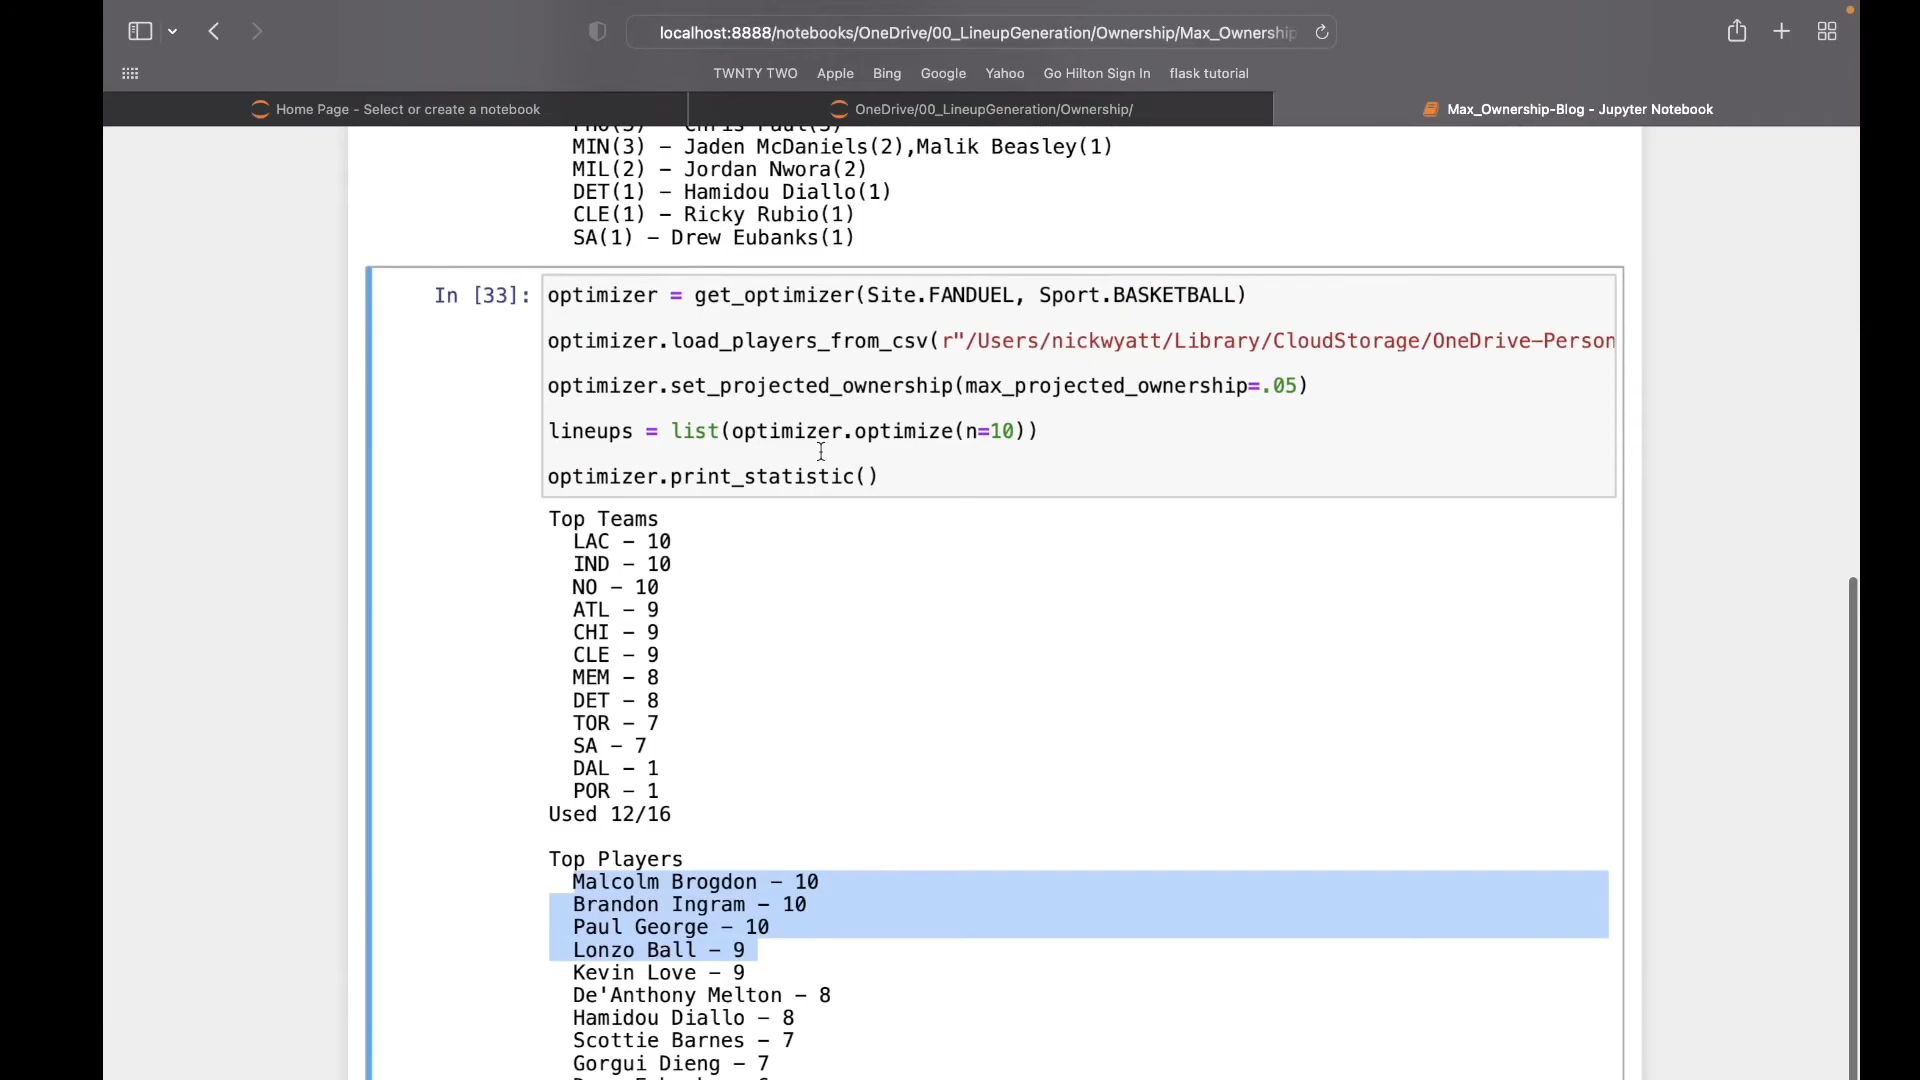 localhost:8888/notebooks/OneDrive/00_LineupGeneration/Ownership/Max_Ownership
TWNTY TWO Apple Bing Google Yahoo Go Hilton Sign In flask tutorial
Home Page - Select or create a notebook
OneDrive/00_LineupGeneration/Ownership/
Max_Ownership-Blog - Jupyter Notebook
MIN(3) – Jaden McDaniels(2),Malik Beasley(1)
MIL(2) – Jordan Nwora(2)
DET(1) – Hamidou Diallo(1)
CLE(1) – Ricky Rubio(1)
SA(1) – Drew Eubanks(1)
In [33]:
optimizer = get_optimizer(Site.FANDUEL, Sport.BASKETBALL)
optimizer.load_players_from_csv(r"/Users/nickwyatt/Library/CloudStorage/OneDrive-Person
optimizer.set_projected_ownership(max_projected_ownership=.05)
lineups = list(optimizer.optimize(n=10))
optimizer.print_statistic()
Top Teams
LAC – 10
IND – 10
NO – 10
ATL – 9
CHI – 9
CLE – 9
MEM – 8
DET – 8
TOR – 7
SA – 7
DAL – 1
POR – 1
Used 12/16
Top Players
Malcolm Brogdon – 10
Brandon Ingram – 10
Paul George – 10
Lonzo Ball – 9
Kevin Love – 9
De'Anthony Melton – 8
Hamidou Diallo – 8
Scottie Barnes – 7
Gorgui Dieng – 7